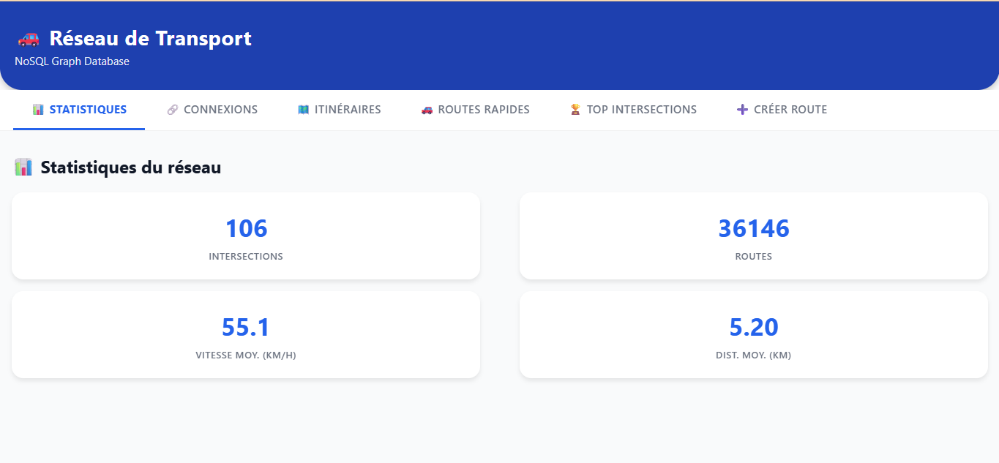 Réseau de Transport
NoSQL Graph Database
STATISTIQUES
CONNEXIONS
ITINÉRAIRES
ROUTES RAPIDES
TOP INTERSECTIONS
CRÉER ROUTE
Statistiques du réseau
106
INTERSECTIONS
36146
ROUTES
55.1
VITESSE MOY. (KM/H)
5.20
DIST. MOY. (KM)